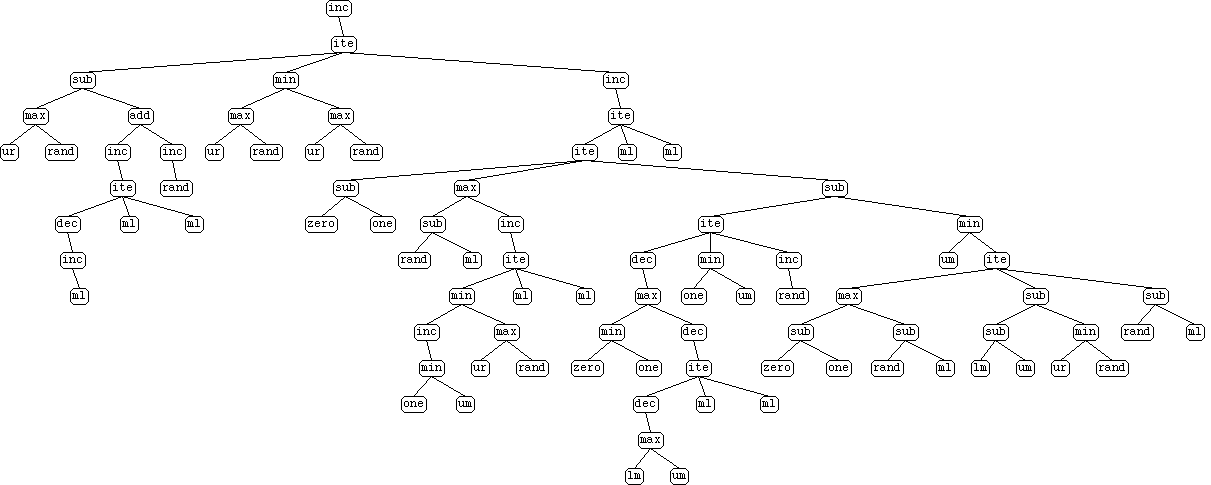 inc
ite
sub min inc
max add max max ite
ur rand inc inc ur rand ur rand ite ml ml
ite rand sub max sub
dec ml ml zero one sub inc ite min
inc rand ml ite dec min inc um ite
ml min ml ml max one um rand max sub sub
inc max min dec sub sub sub min rand ml
min ur rand zero one ite zero one rand ml lm um ur rand
one um dec ml ml
max
lm um